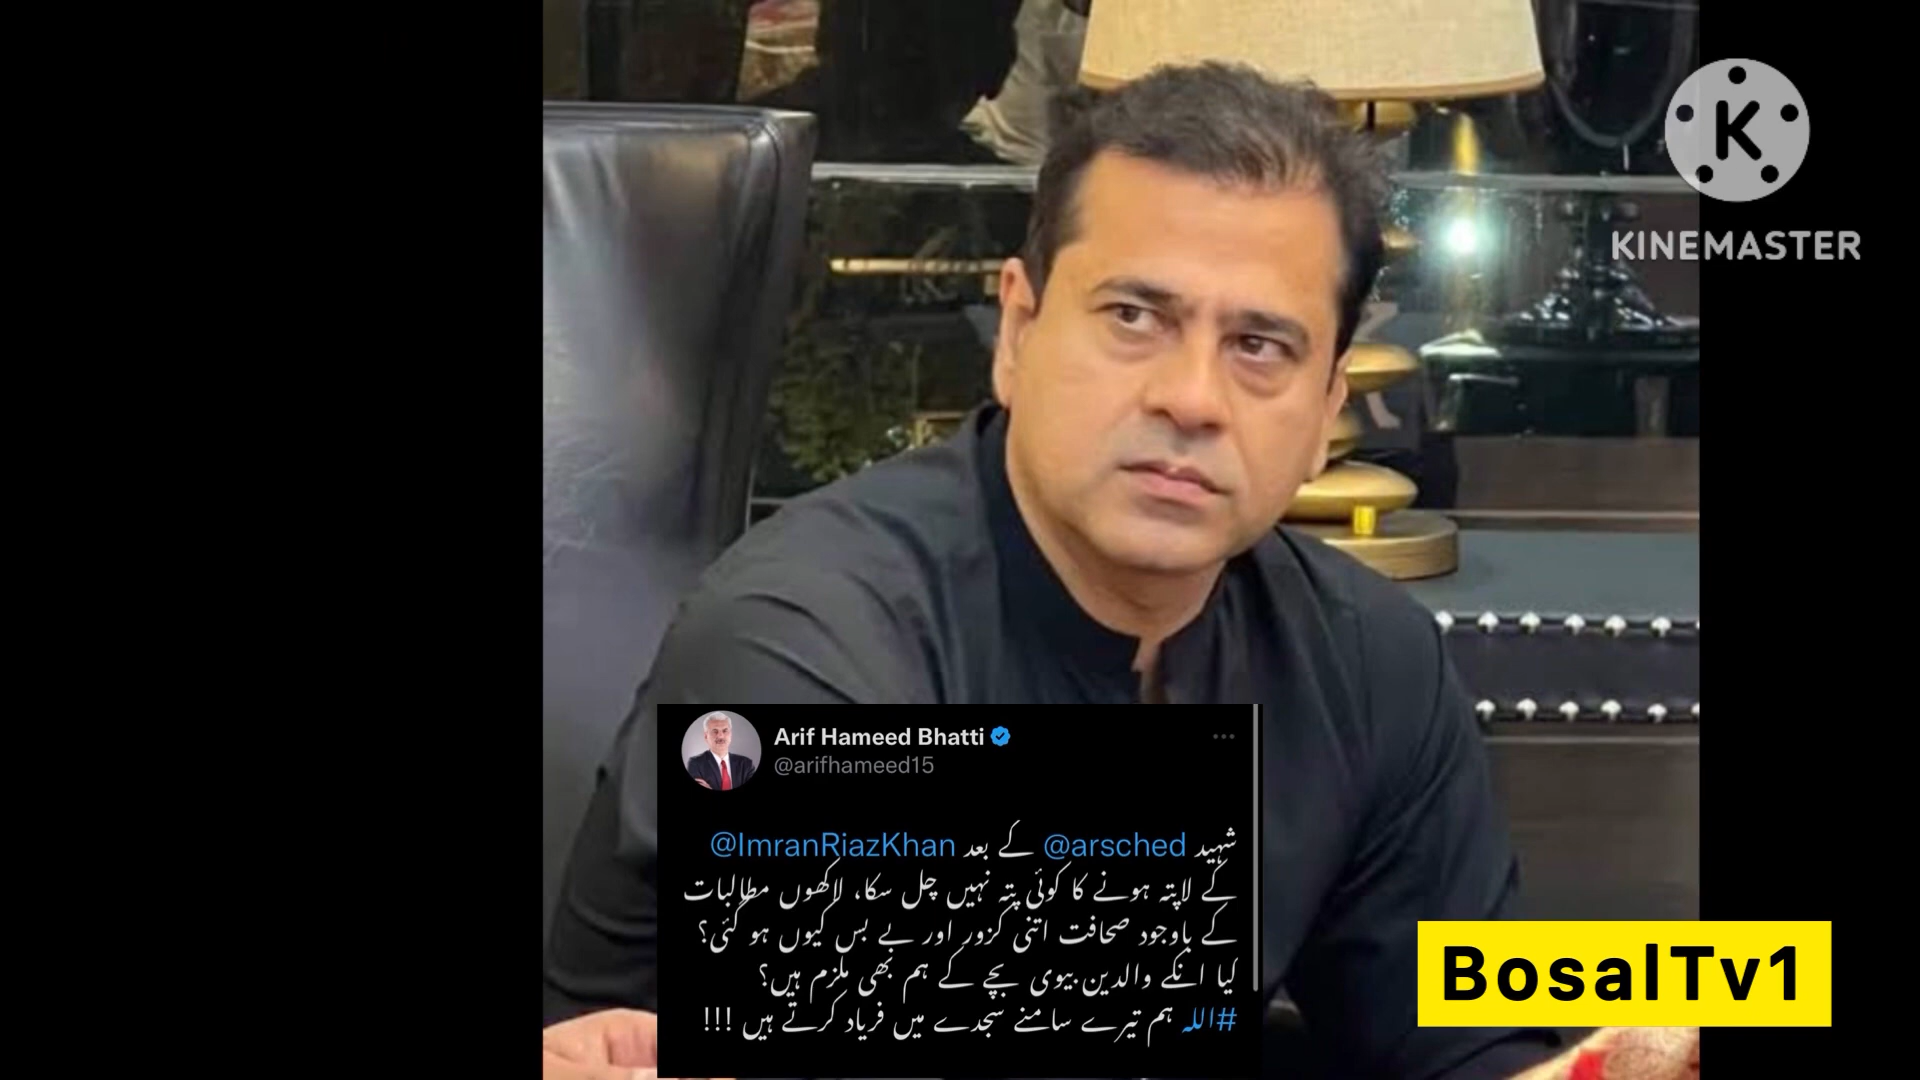 K
KINEMASTER
Arif Hameed Bhatti
@arifhameed15
شہید @arsched کے بعد @ImranRiazKhan
کے لاپتہ ہونے کا کوئی پتہ نہیں چل سکا، لاکھوں مطالبات
کے باوجود صحافت اتنی کمزور اور بے بس کیوں ہو گئی؟
کیا انکے والدین بیوی بچے کے ہم بھی ملزم ہیں؟
#اللہ ہم تیرے سامنے سجدے میں فریاد کرتے ہیں !!!
BosalTv1